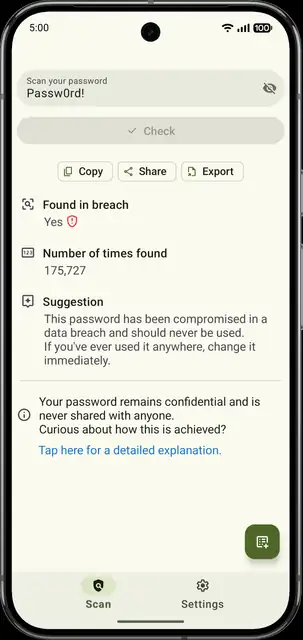 5:00
100
Scan your password
Passw0rd!
Check
Copy
Share
Export
Found in breach
Yes
123
Number of times found
175,727
Suggestion
This password has been compromised in a
data breach and should never be used.
If you've ever used it anywhere, change it
immediately.
Your password remains confidential and is
never shared with anyone.
Curious about how this is achieved?
Tap here for a detailed explanation.
Scan
Settings